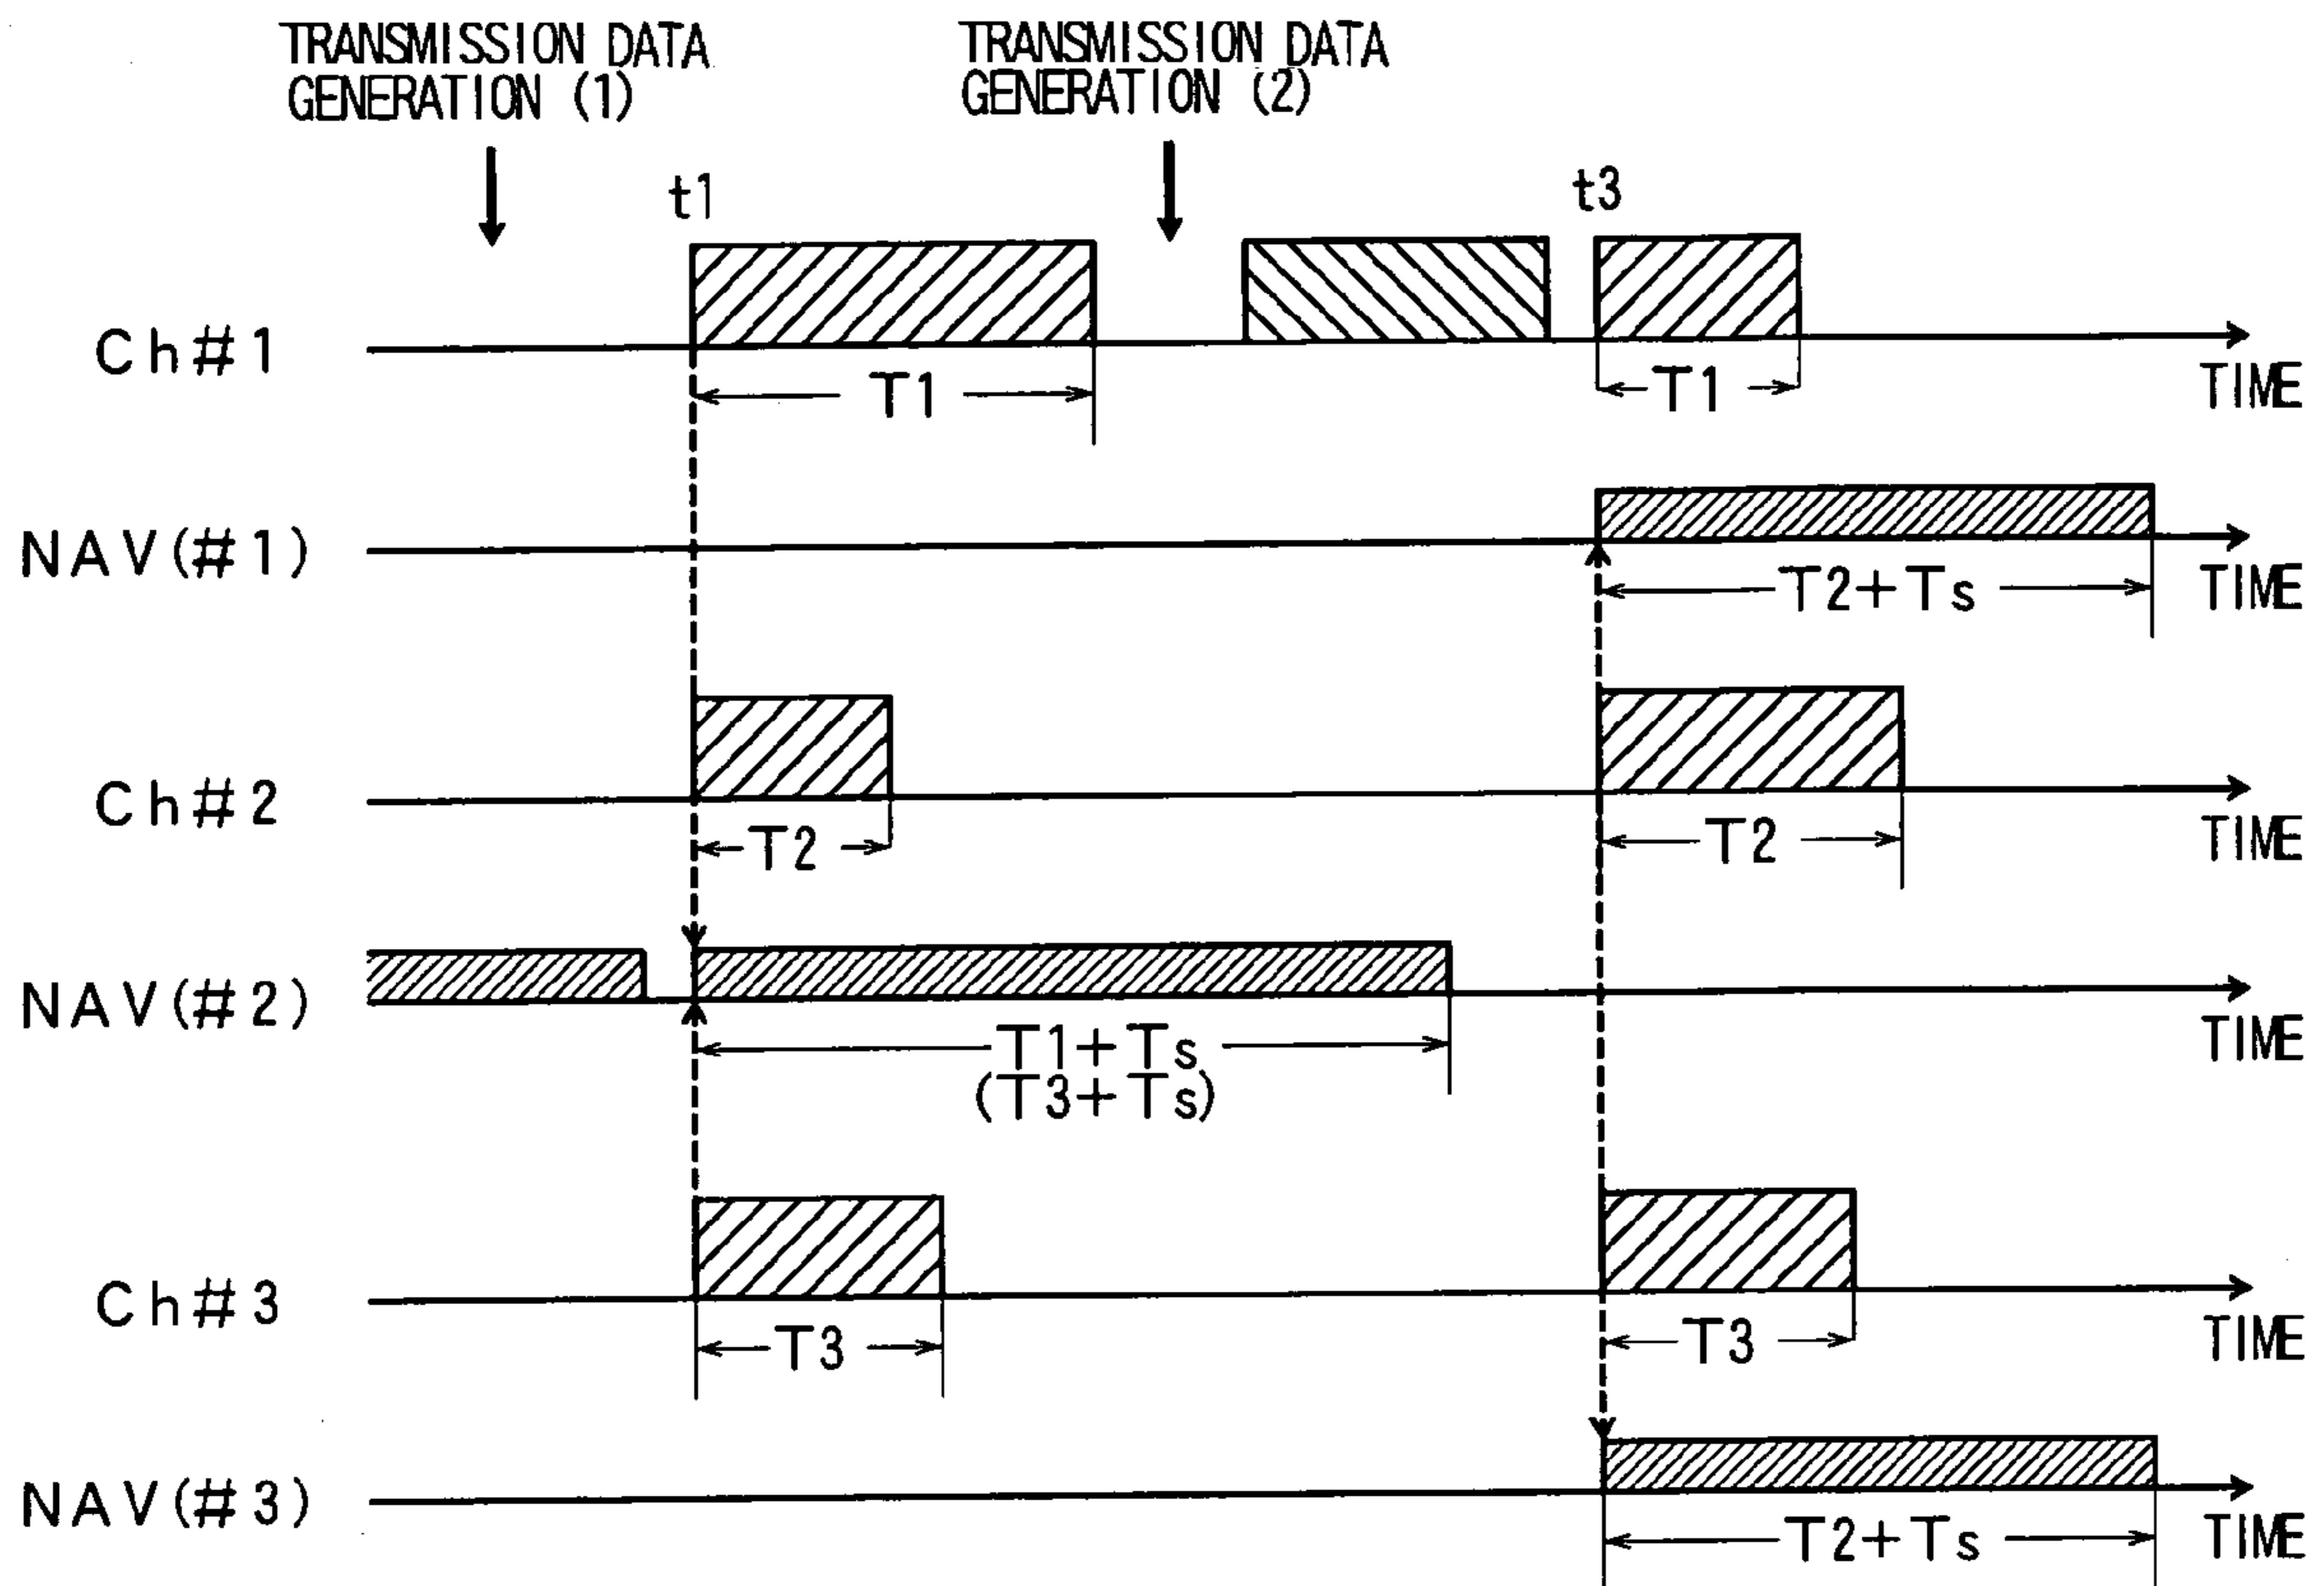 TRANSMISSION DATA
GENERATION (1)
TRANSMISSION DATA
GENERATION (2)
t1
t3
Ch#1
T1
T1
TIME
NAV(#1)
T2+Ts
TIME
Ch#2
T2
T2
TIME
NAV(#2)
T1+Ts
(T3+Ts)
TIME
Ch#3
T3
T3
TIME
NAV(#3)
T2+Ts
TIME